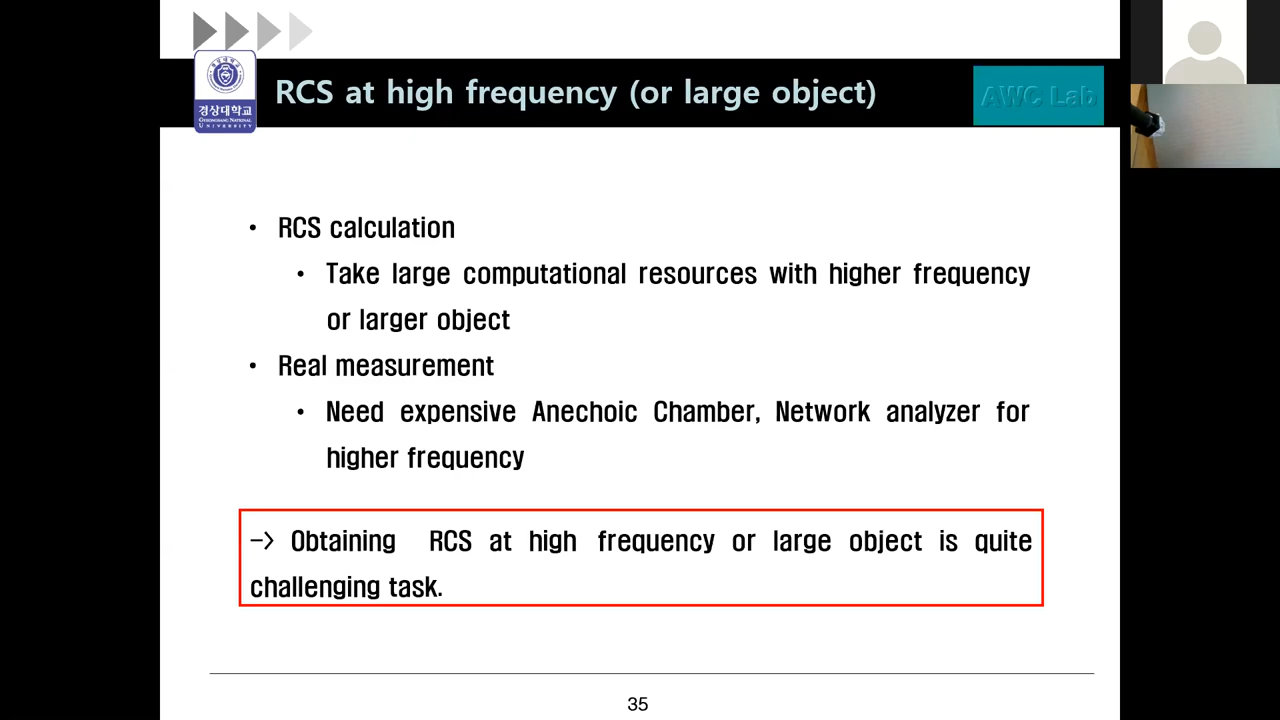 RCS at high frequency (or large object)
AWC Lab
경상대학교
GYEONGSANG NATIONAL
UNIVERSITY
• RCS calculation
• Take large computational resources with higher frequency
or larger object
• Real measurement
• Need expensive Anechoic Chamber, Network analyzer for
higher frequency
-> Obtaining RCS at high frequency or large object is quite
challenging task.
35